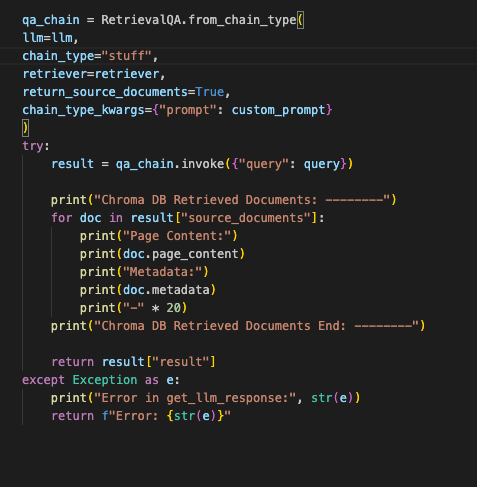 qa_chain = RetrievalQA.from_chain_type(
llm=llm,
chain_type="stuff",
retriever=retriever,
return_source_documents=True,
chain_type_kwargs={"prompt": custom_prompt}
)
try:
    result = qa_chain.invoke({"query": query})

    print("Chroma DB Retrieved Documents: --------")
    for doc in result["source_documents"]:
        print("Page Content:")
        print(doc.page_content)
        print("Metadata:")
        print(doc.metadata)
        print("-" * 20)
    print("Chroma DB Retrieved Documents End: --------")

    return result["result"]
except Exception as e:
    print("Error in get_llm_response:", str(e))
    return f"Error: {str(e)}"